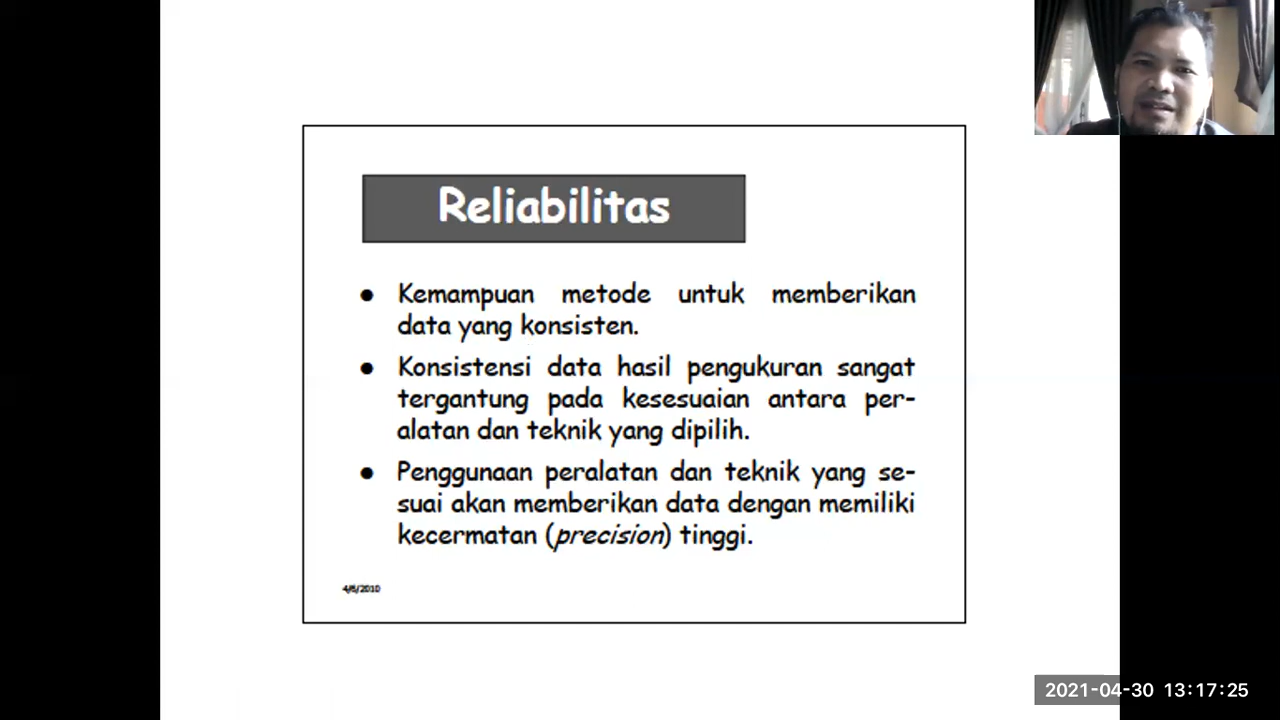 Reliabilitas
● Kemampuan metode untuk memberikan
data yang konsisten.
● Konsistensi data hasil pengukuran sangat
tergantung pada kesesuaian antara per-
alatan dan teknik yang dipilih.
● Penggunaan peralatan dan teknik yang se-
suai akan memberikan data dengan memiliki
kecermatan (precision) tinggi.
2021-04-30 13:17:25